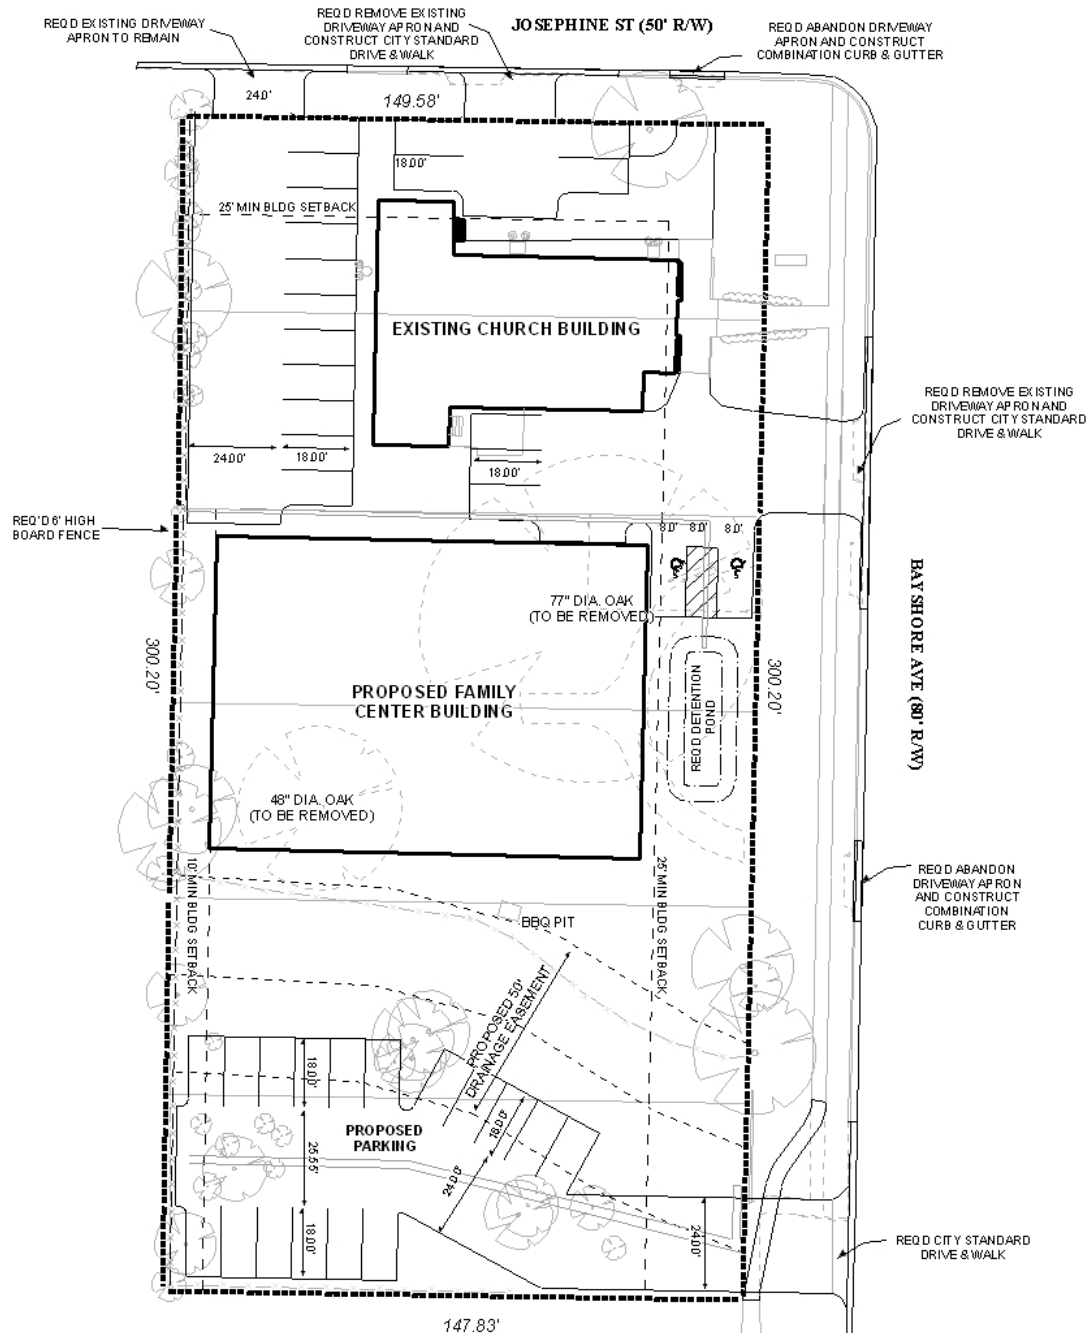 REQ'D EXISTING DRIVEWAY
APRON TO REMAIN
REQ'D REMOVE EXISTING
DRIVEWAY APRON AND
CONSTRUCT CITY STANDARD
DRIVE & WALK
JOSEPHINE ST (50' R/W)
REQ'D ABANDON DRIVEWAY
APRON AND CONSTRUCT
COMBINATION CURB & GUTTER
24.0'
149.58'
18.00'
25' MIN BLDG SETBACK
EXISTING CHURCH BUILDING
REQ'D REMOVE EXISTING
DRIVEWAY APRON AND
CONSTRUCT CITY STANDARD
DRIVE & WALK
24.00'
18.00'
18.00'
REQ'D 6' HIGH
BOARD FENCE
8.0'
8.0'
8.0'
BAY SHORE AVE (80' R/W)
77" DIA. OAK
(TO BE REMOVED)
300.20'
300.20'
PROPOSED FAMILY
CENTER BUILDING
REQ'D DETENTION
POND
48" DIA. OAK
(TO BE REMOVED)
10' MIN BLDG SETBACK
25' MIN BLDG SETBACK
REQ'D ABANDON
DRIVEWAY APRON
AND CONSTRUCT
COMBINATION
CURB & GUTTER
BBQ PIT
PROPOSED 50'
DRAINAGE EASEMENT
18.00'
PROPOSED
PARKING
18.00'
25.55'
24.00'
18.00'
24.00'
REQ'D CITY STANDARD
DRIVE & WALK
147.83'